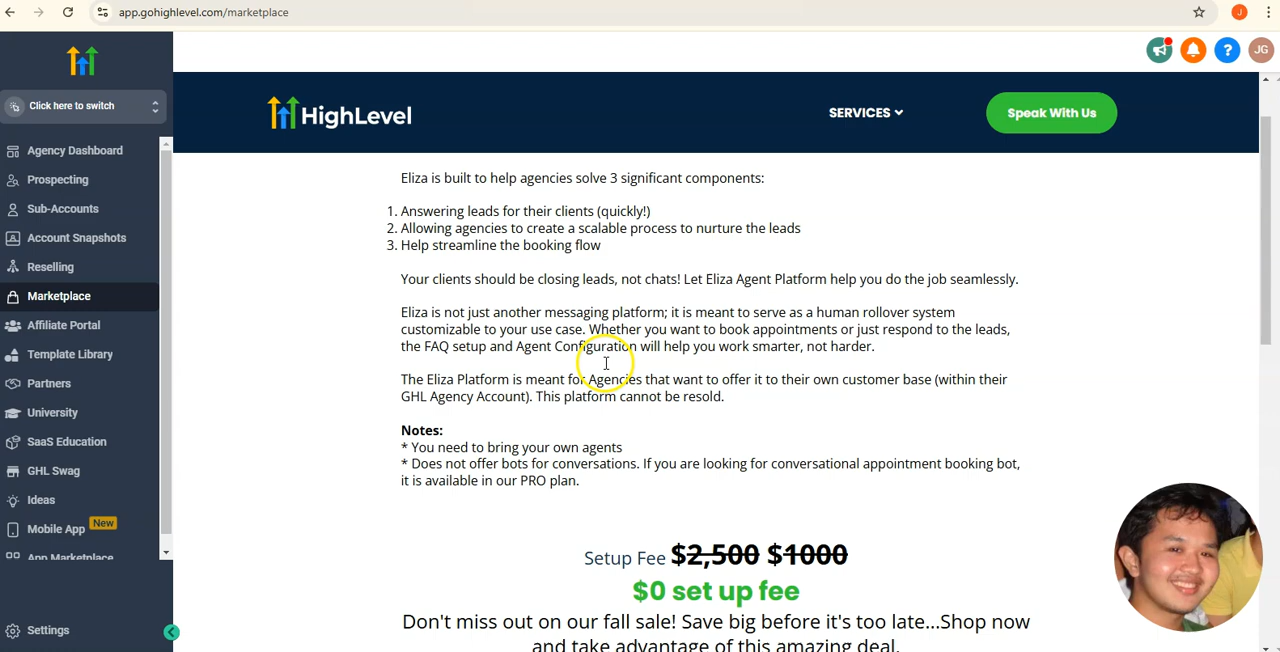 app.gohighlevel.com/marketplace
J
?
JG
Click here to switch
Agency Dashboard
Prospecting
Sub-Accounts
Account Snapshots
Reselling
Marketplace
Affiliate Portal
Template Library
Partners
University
SaaS Education
GHL Swag
Ideas
Mobile App New
App Marketplace
Settings
HighLevel
SERVICES
Speak With Us
Eliza is built to help agencies solve 3 significant components:
1. Answering leads for their clients (quickly!)
2. Allowing agencies to create a scalable process to nurture the leads
3. Help streamline the booking flow
Your clients should be closing leads, not chats! Let Eliza Agent Platform help you do the job seamlessly.
Eliza is not just another messaging platform; it is meant to serve as a human rollover system
customizable to your use case. Whether you want to book appointments or just respond to the leads,
the FAQ setup and Agent Configuration will help you work smarter, not harder.
The Eliza Platform is meant for Agencies that want to offer it to their own customer base (within their
GHL Agency Account). This platform cannot be resold.
Notes:
* You need to bring your own agents
* Does not offer bots for conversations. If you are looking for conversational appointment booking bot,
it is available in our PRO plan.
Setup Fee $2,500 $1000
$0 set up fee
Don't miss out on our fall sale! Save big before it's too late...Shop now
and take advantage of this amazing deal.